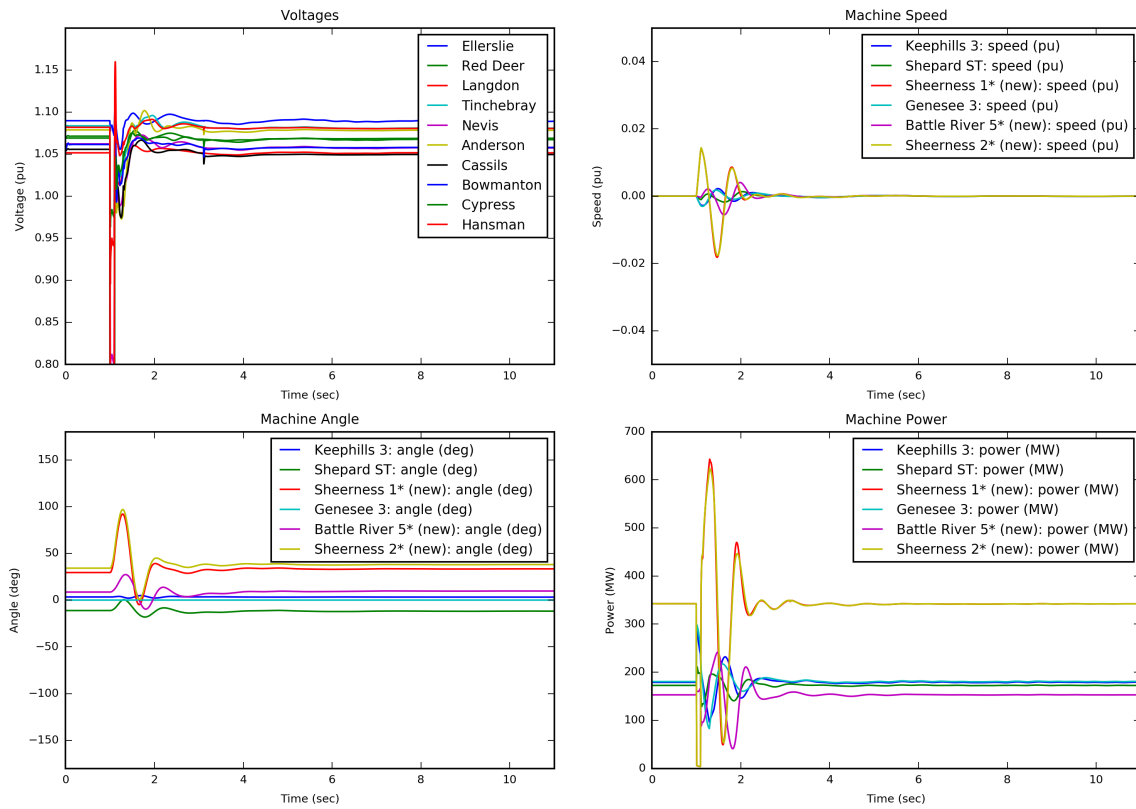 Voltages
1.15
1.10
1.05
1.00
0.95
0.90
0.85
0.80
Voltage (pu)
0
2
4
6
8
10
Time (sec)
Ellerslie
Red Deer
Langdon
Tinchebray
Nevis
Anderson
Cassils
Bowmanton
Cypress
Hansman
Machine Speed
0.04
0.02
0.00
−0.02
−0.04
Speed (pu)
0
2
4
6
8
10
Time (sec)
Keephills 3: speed (pu)
Shepard ST: speed (pu)
Sheerness 1* (new): speed (pu)
Genesee 3: speed (pu)
Battle River 5* (new): speed (pu)
Sheerness 2* (new): speed (pu)
Machine Angle
150
100
50
0
−50
−100
−150
Angle (deg)
0
2
4
6
8
10
Time (sec)
Keephills 3: angle (deg)
Shepard ST: angle (deg)
Sheerness 1* (new): angle (deg)
Genesee 3: angle (deg)
Battle River 5* (new): angle (deg)
Sheerness 2* (new): angle (deg)
Machine Power
700
600
500
400
300
200
100
0
Power (MW)
0
2
4
6
8
10
Time (sec)
Keephills 3: power (MW)
Shepard ST: power (MW)
Sheerness 1* (new): power (MW)
Genesee 3: power (MW)
Battle River 5* (new): power (MW)
Sheerness 2* (new): power (MW)